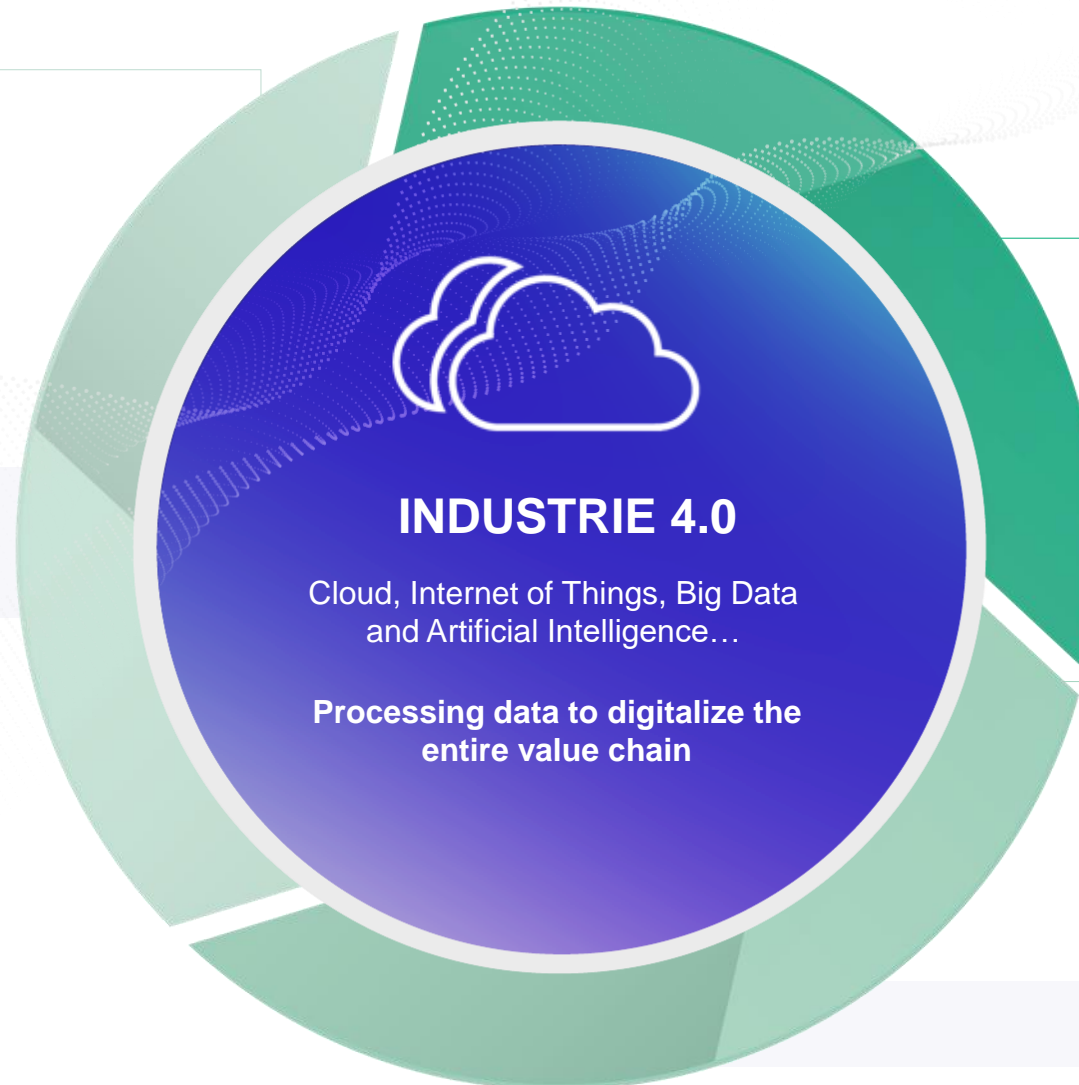 INDUSTRIE 4.0
Cloud, Internet of Things, Big Data
and Artificial Intelligence…
Processing data to digitalize the
entire value chain